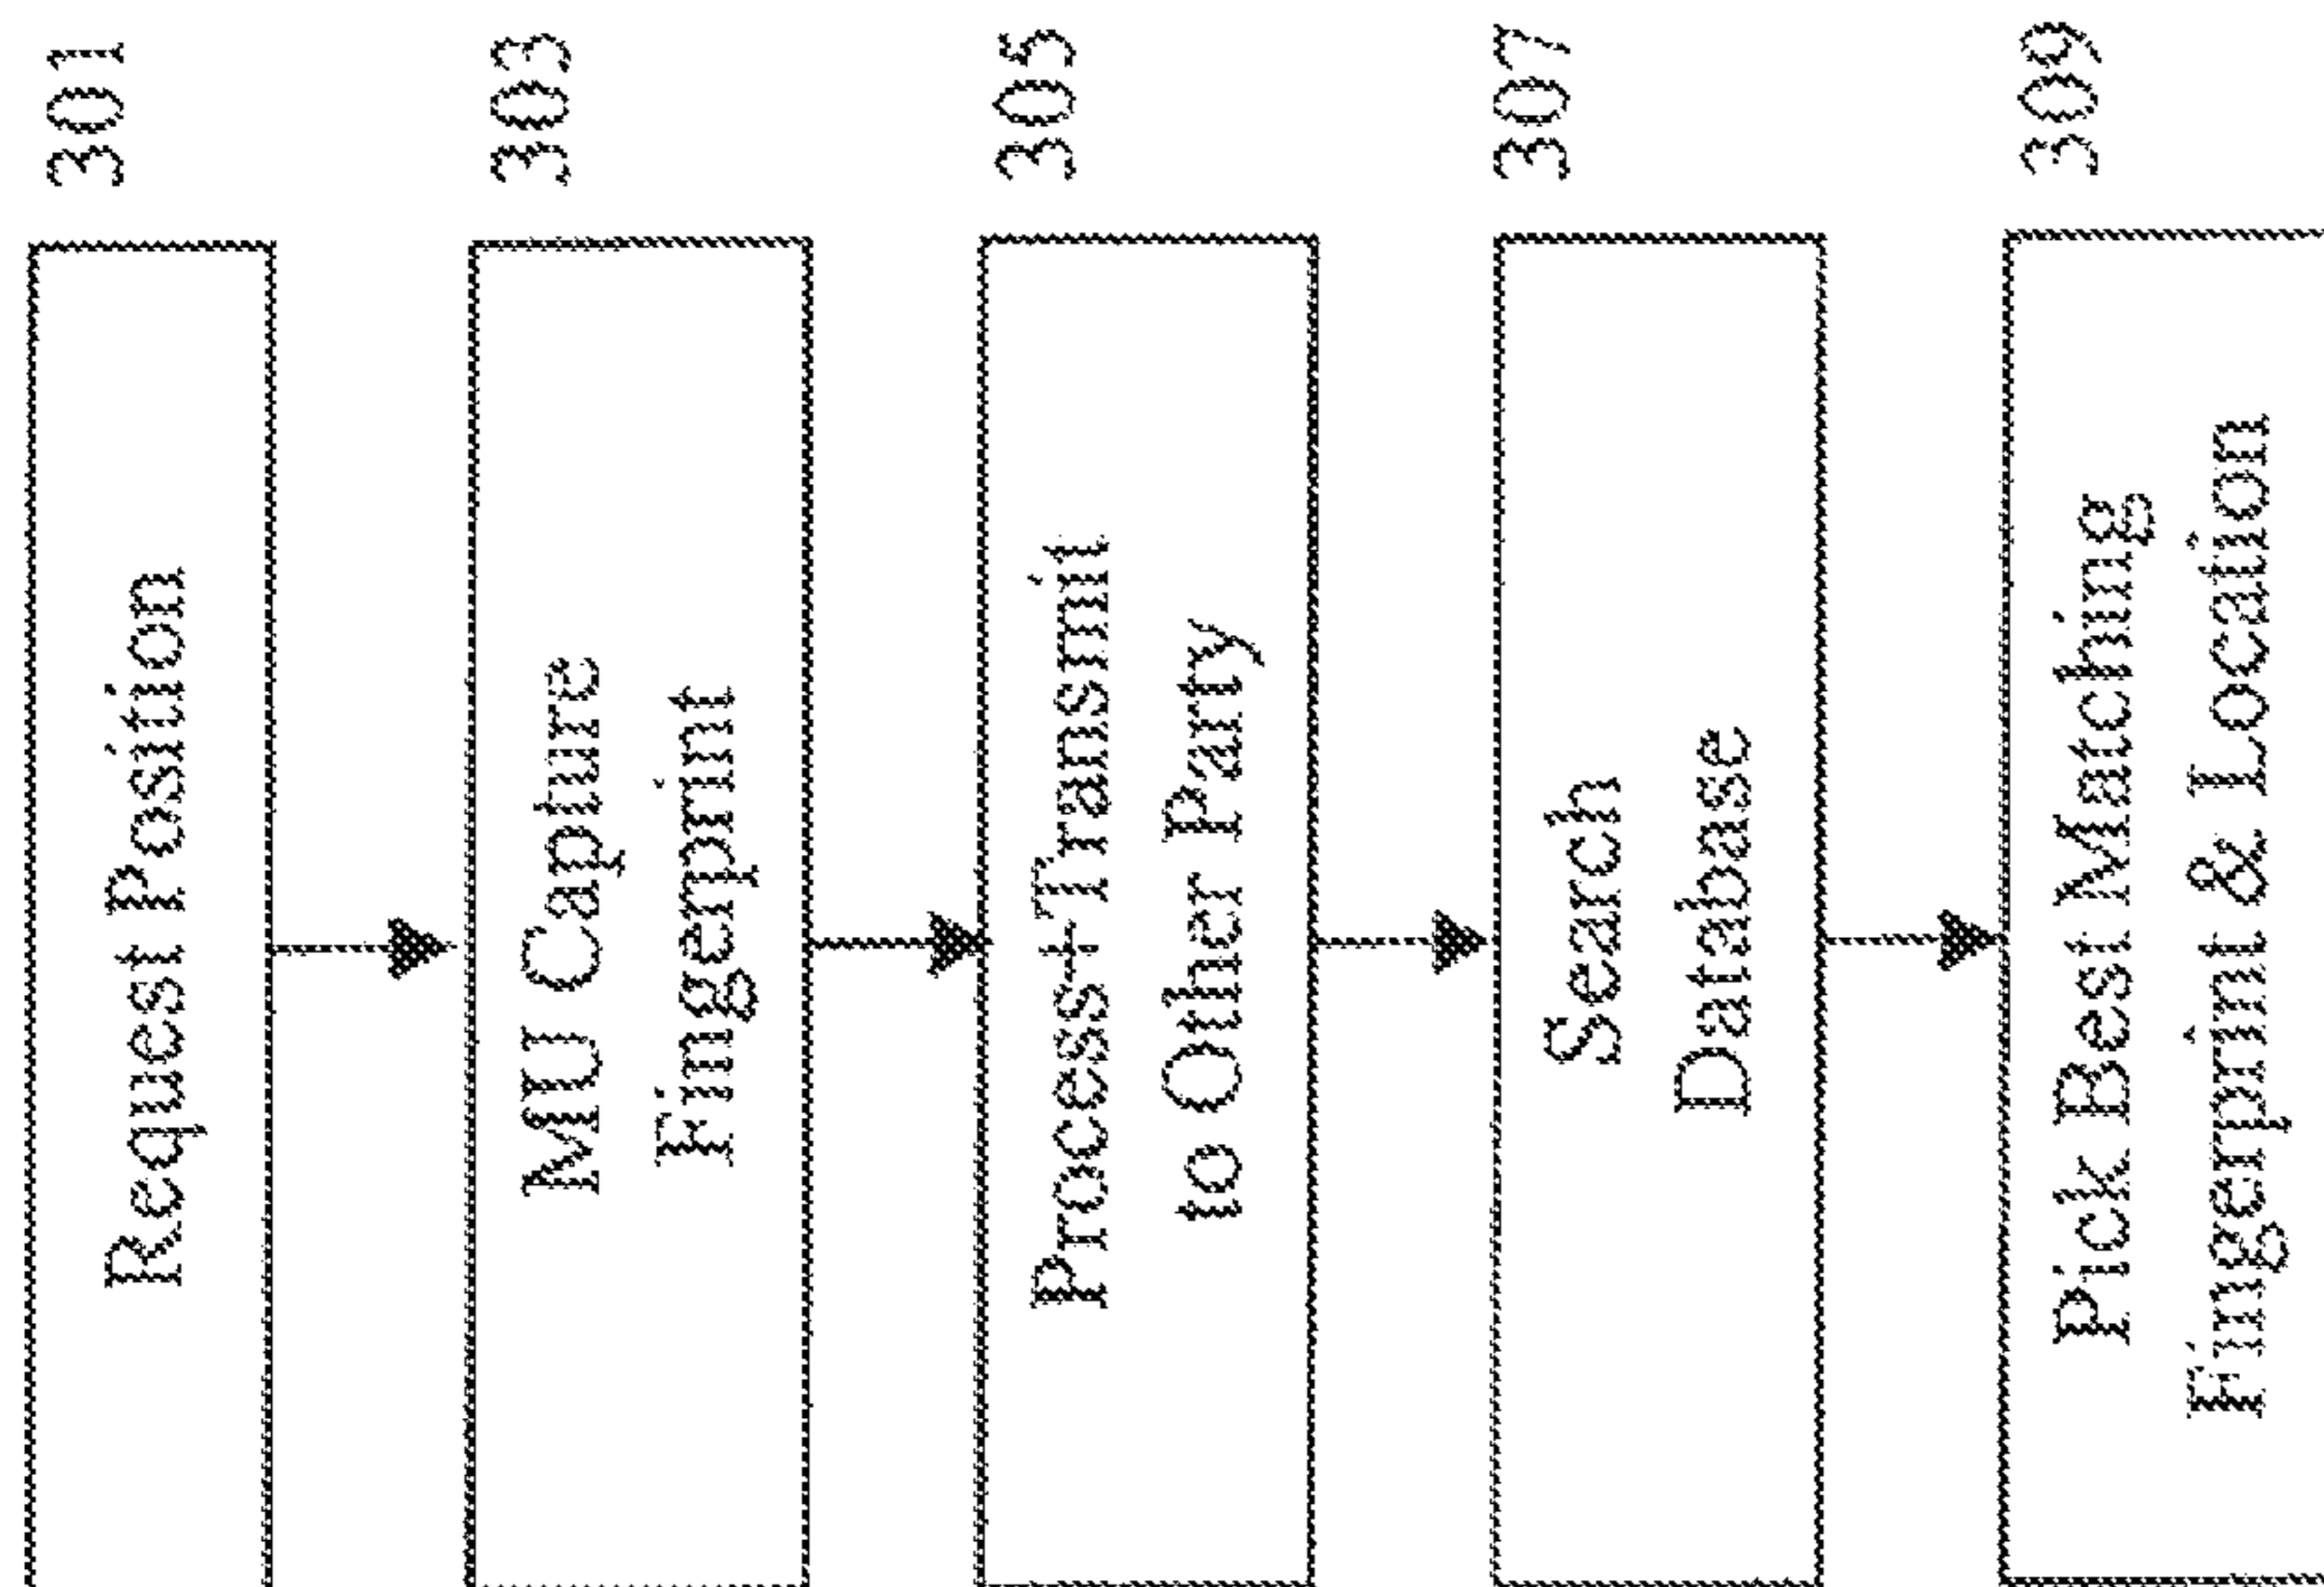 301
Request Position
303
MU Capture
Fingerprint
305
Process+Transmit
to Other Party
307
Search
Database
309
Pick Best Matching
Fingerprint & Location